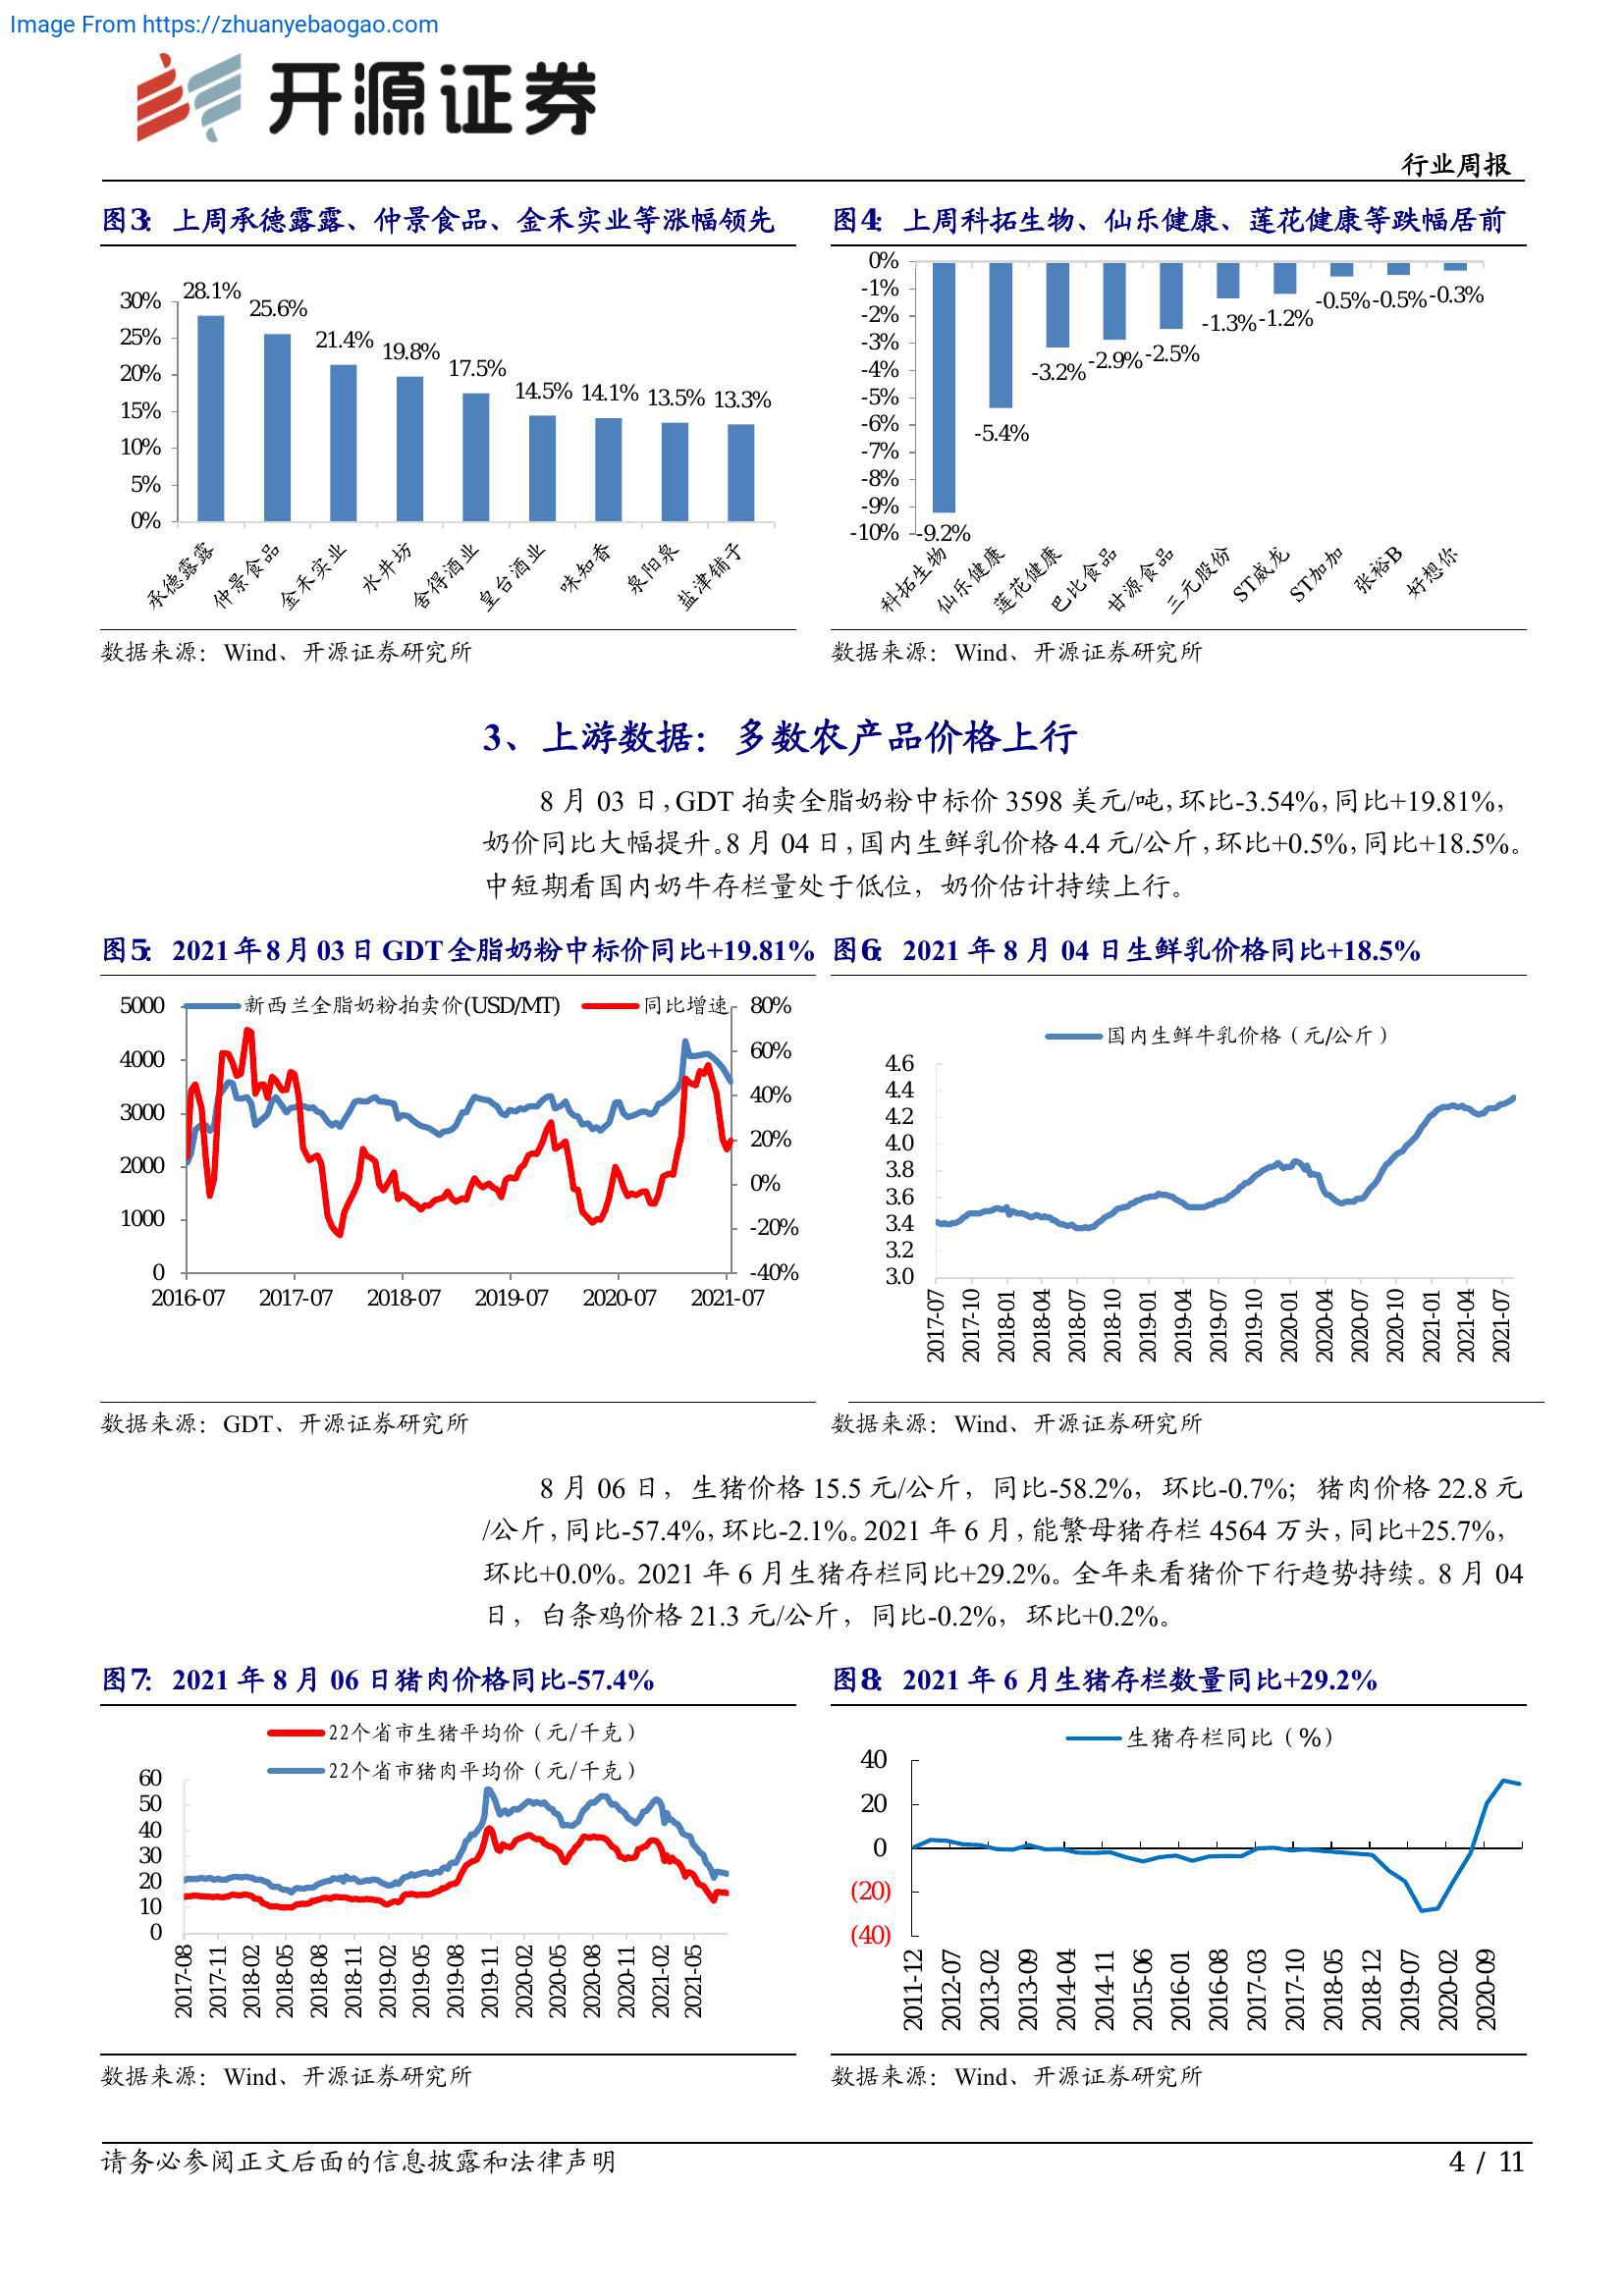 Image From https://zhuanyebaogao.com
开源证券
行业周报
图3： 上周承德露露、仲景食品、金禾实业等涨幅领先
30%
25%
20%
15%
10%
5%
0%
28.1%
25.6%
21.4%
19.8%
17.5%
14.5%
14.1%
13.5%
13.3%
承德露露
仲景食品
金禾实业
水井坊
舍得酒业
皇台酒业
味知香
泉阳泉
盐津铺子
数据来源：Wind、开源证券研究所
图4： 上周科拓生物、仙乐健康、莲花健康等跌幅居前
0%
-1%
-2%
-3%
-4%
-5%
-6%
-7%
-8%
-9%
-10%
-9.2%
-5.4%
-3.2%
-2.9%
-2.5%
-1.3%
-1.2%
-0.5%
-0.5%
-0.3%
科拓生物
仙乐健康
莲花健康
巴比食品
甘源食品
三元股份
ST威龙
ST加加
张裕B
好想你
数据来源：Wind、开源证券研究所
3、上游数据：多数农产品价格上行
8 月 03 日，GDT 拍卖全脂奶粉中标价 3598 美元/吨，环比-3.54%，同比+19.81%，
奶价同比大幅提升。8 月 04 日，国内生鲜乳价格 4.4 元/公斤，环比+0.5%，同比+18.5%。
中短期看国内奶牛存栏量处于低位，奶价估计持续上行。
图5： 2021 年 8 月 03 日 GDT 全脂奶粉中标价同比+19.81%
新西兰全脂奶粉拍卖价(USD/MT)
同比增速
5000
4000
3000
2000
1000
0
80%
60%
40%
20%
0%
-20%
-40%
2016-07
2017-07
2018-07
2019-07
2020-07
2021-07
数据来源：GDT、开源证券研究所
图6： 2021 年 8 月 04 日生鲜乳价格同比+18.5%
国内生鲜牛乳价格（元/公斤）
4.6
4.4
4.2
4.0
3.8
3.6
3.4
3.2
3.0
2017-07
2017-10
2018-01
2018-04
2018-07
2018-10
2019-01
2019-04
2019-07
2019-10
2020-01
2020-04
2020-07
2020-10
2021-01
2021-04
2021-07
数据来源：Wind、开源证券研究所
8 月 06 日，生猪价格 15.5 元/公斤，同比-58.2%，环比-0.7%；猪肉价格 22.8 元
/公斤，同比-57.4%，环比-2.1%。2021 年 6 月，能繁母猪存栏 4564 万头，同比+25.7%，
环比+0.0%。2021 年 6 月生猪存栏同比+29.2%。全年来看猪价下行趋势持续。8 月 04
日，白条鸡价格 21.3 元/公斤，同比-0.2%，环比+0.2%。
图7： 2021 年 8 月 06 日猪肉价格同比-57.4%
22个省市生猪平均价（元/千克）
22个省市猪肉平均价（元/千克）
60
50
40
30
20
10
0
2017-08
2017-11
2018-02
2018-05
2018-08
2018-11
2019-02
2019-05
2019-08
2019-11
2020-02
2020-05
2020-08
2020-11
2021-02
2021-05
数据来源：Wind、开源证券研究所
图8： 2021 年 6 月生猪存栏数量同比+29.2%
生猪存栏同比（%）
40
20
0
(20)
(40)
2011-12
2012-07
2013-02
2013-09
2014-04
2014-11
2015-06
2016-01
2016-08
2017-03
2017-10
2018-05
2018-12
2019-07
2020-02
2020-09
数据来源：Wind、开源证券研究所
请务必参阅正文后面的信息披露和法律声明
4 / 11